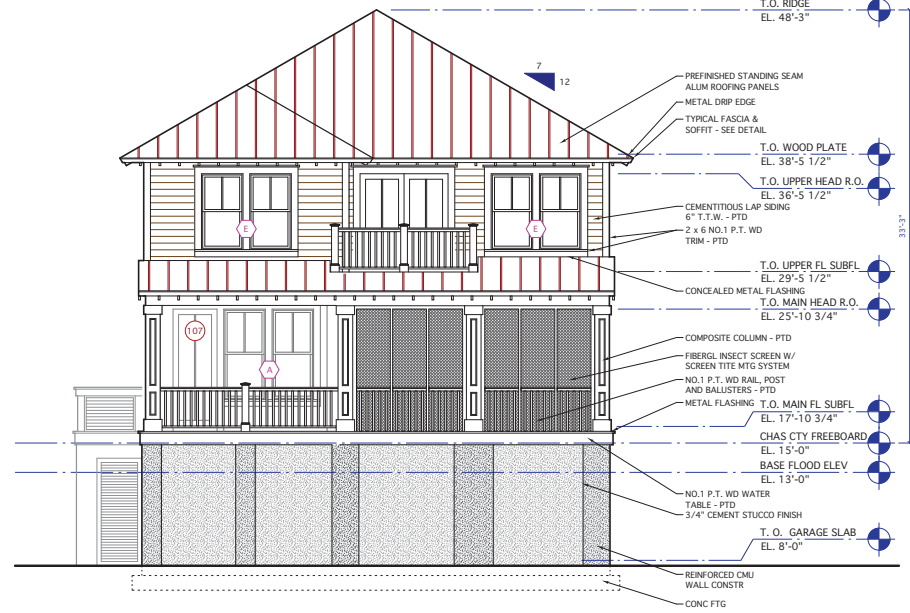 T.O. RIDGE
EL. 48'-3"
7
12
PREFINISHED STANDING SEAM
ALUM ROOFING PANELS
METAL DRIP EDGE
TYPICAL FASCIA &
SOFFIT - SEE DETAIL
T.O. WOOD PLATE
EL. 38'-5 1/2"
T.O. UPPER HEAD R.O.
EL. 36'-5 1/2"
CEMENTITIOUS LAP SIDING
6" T.T.W. - PTD
2 x 6 NO.1 P.T. WD
TRIM - PTD
33'-3"
E
E
T.O. UPPER FL SUBFL
EL. 29'-5 1/2"
CONCEALED METAL FLASHING
T.O. MAIN HEAD R.O.
EL. 25'-10 3/4"
107
A
COMPOSITE COLUMN - PTD
FIBERGL INSECT SCREEN W/
SCREEN TITE MTG SYSTEM
NO.1 P.T. WD RAIL, POST
AND BALUSTERS - PTD
METAL FLASHING
T.O. MAIN FL SUBFL
EL. 17'-10 3/4"
CHAS CTY FREEBOARD
EL. 15'-0"
BASE FLOOD ELEV
EL. 13'-0"
NO.1 P.T. WD WATER
TABLE - PTD
3/4" CEMENT STUCCO FINISH
T. O. GARAGE SLAB
EL. 8'-0"
REINFORCED CMU
WALL CONSTR
CONC FTG